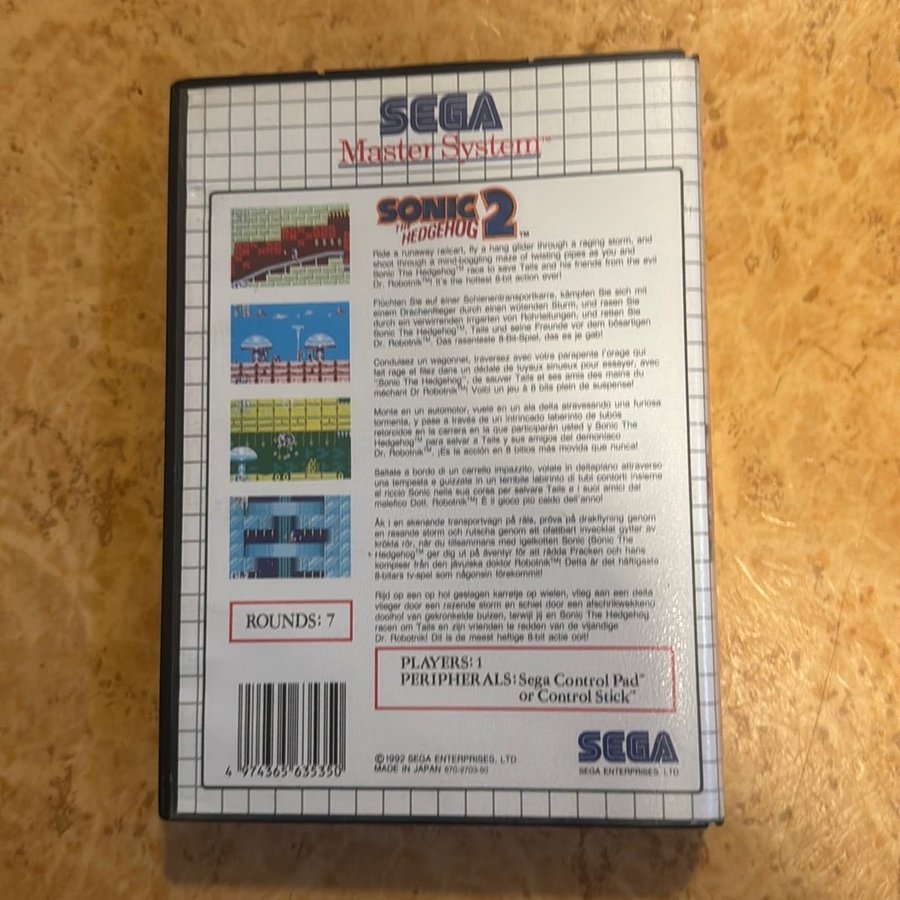 SEGA
Master System™
SONIC
THE
HEDGEHOG 2™
Ride a runaway railcart, fly a hang glider through a raging storm, and
shoot through a mind-boggling maze of twisting pipes as you and
Sonic The Hedgehog™ race to save Tails and his friends from the evil
Dr. Robotnik™! It's the hottest 8-bit action ever!
Flüchten Sie auf einer Schienentransportkarre, kämpfen Sie sich mit
einem Drachenflieger durch einen wütenden Sturm, und rasen Sie
durch ein verwirrenden Irrgarten von Rohrleitungen, und retten Sie
Sonic The Hedgehog™, Tails und seine Freunde vor dem bösartigen
Dr. Robotnik™. Das rasanteste 8-Bit-Spiel, das es je gab!
Conduisez un wagonnet, traversez avec votre parapente l'orage qui
fait rage et filez dans un dédale de tuyaux sinueux pour essayer, avec
"Sonic The Hedgehog", de sauver Tails et ses amis des mains du
méchant Dr Robotnik™! Voici un jeu à 8 bits plein de suspense!
Monte en un automotor, vuele en un ala delta atravesando una furiosa
tormenta, y pase a través de un intrincado laberinto de tubos
retorcidos en la carrera en la que participarán usted y Sonic The
Hedgehog™ para salvar a Tails y sus amigos del demoníaco
Dr. Robotnik™. ¡Es la acción en 8 bits más movida que nunca!
Saltate a bordo di un carrello impazzito, volate in deltaplano attraverso
una tempesta e guizzate in un terribile labirinto di tubi contorti insieme
al riccio Sonic nella sua corsa per salvare Tails e i suoi amici dal
malefico Dott. Robotnik™! È il gioco più caldo dell'anno!
Åk i en skenande transportvagn på räls, pröva på drakflyning genom
en rasande storm och rutscha genom ett ofattbart invecklat gytter av
krökta rör, när du tillsammans med igelkotten Sonic (Sonic The
Hedgehog™ ger dig ut på äventyr för att rädda Fracken och hans
kompisar från den jävulska doktor Robotnik™! Detta är det häftigaste
8-bitars tv-spel som någonsin förekommit!
Rijd op een op hol geslagen karretje op wielen, vlieg aan een delta
vlieger door een razende storm en schiet door een afschrikwekkend
doolhof van gekronkelde buizen, terwijl jij en Sonic The Hedgehog
racen om Tails en zijn vrienden te redden van de vijandige
Dr. Robotnik! Dit is de meest heftige 8-bit actie ooit!
ROUNDS: 7
PLAYERS: 1
PERIPHERALS: Sega Control Pad™
or Control Stick™
4 974365 635350
©1992 SEGA ENTERPRISES, LTD.
MADE IN JAPAN 670-2703-50
SEGA
SEGA ENTERPRISES, LTD.